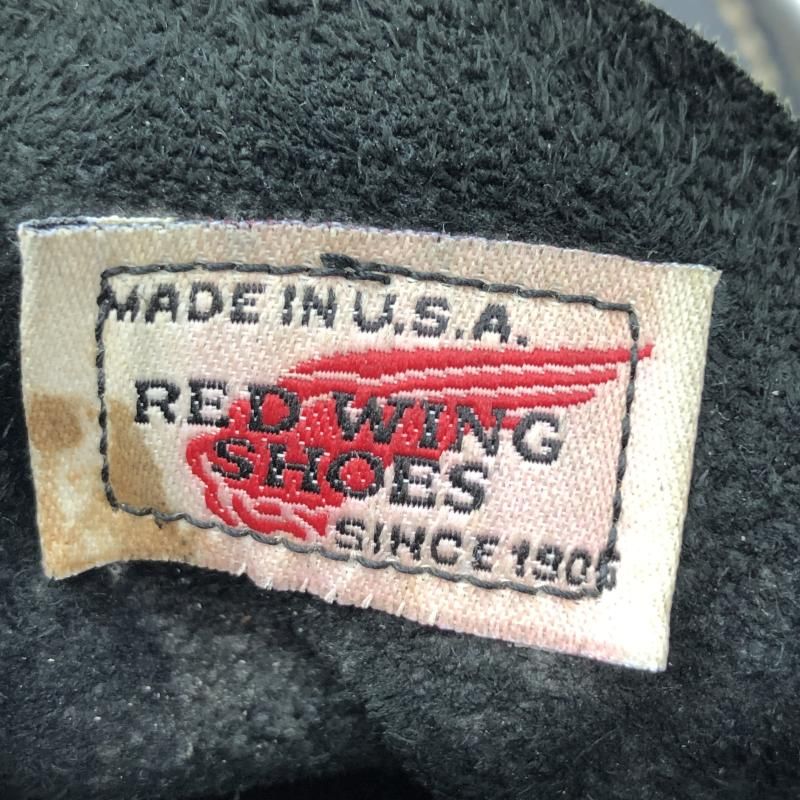 MADE IN U.S.A.
RED WING
SHOES
SINCE 1905